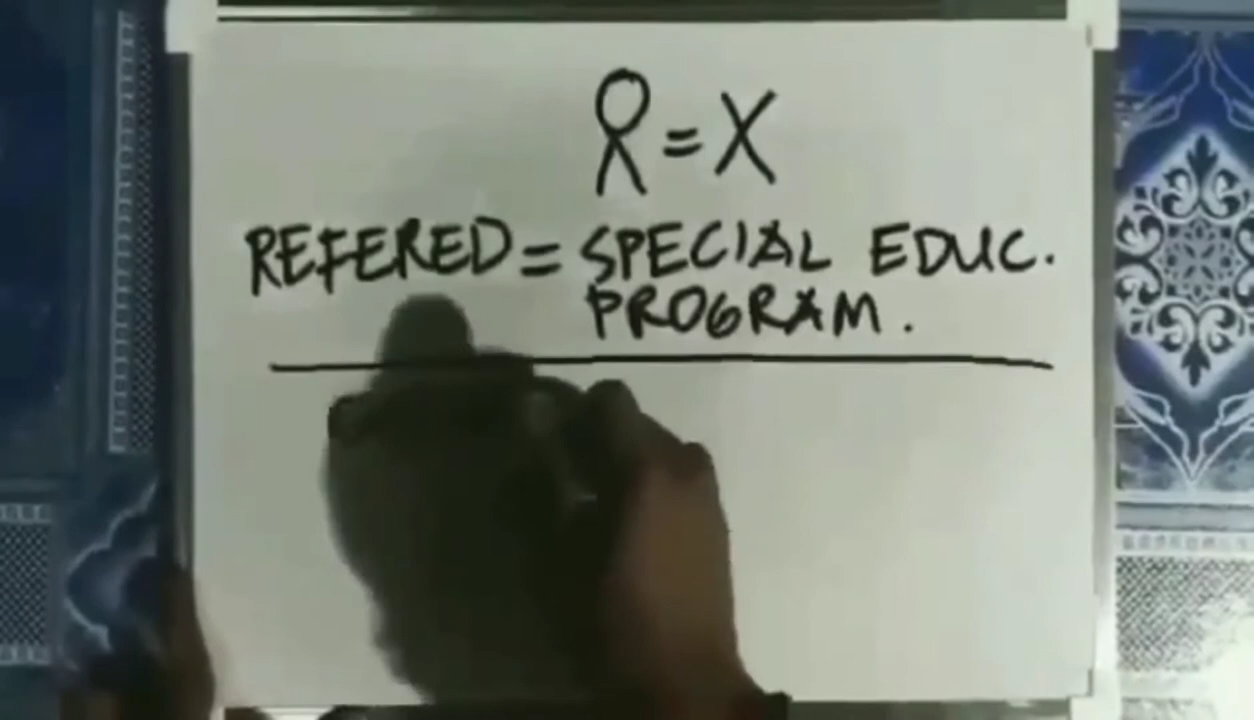 = X
REFERED = SPECIAL EDUC.
PROGRAM.